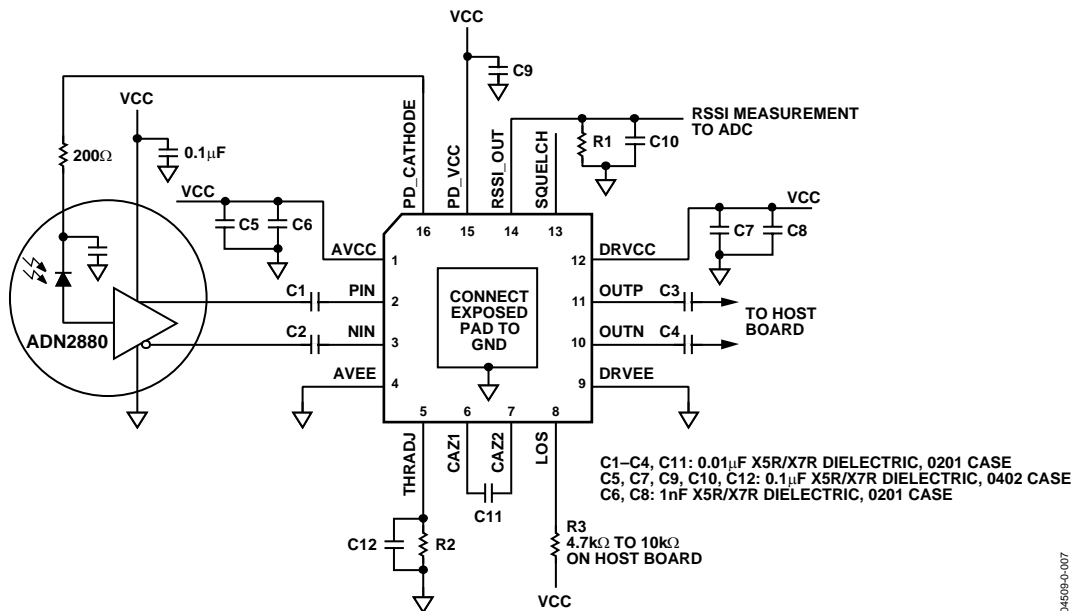 VCC
C9
VCC
RSSI MEASUREMENT
TO ADC
200Ω
0.1μF
PD_CATHODE
PD_VCC
RSSI_OUT
SQUELCH
R1
C10
VCC
C5
C6
VCC
C7
C8
16
15
14
13
AVCC
1
12
DRVCC
C1
PIN
2
11
OUTP
C3
CONNECT
EXPOSED
PAD TO
GND
TO HOST
BOARD
C2
NIN
3
10
OUTN
C4
ADN2880
AVEE
4
9
DRVEE
5
6
7
8
THRADJ
CAZ1
CAZ2
LOS
C11
C1–C4, C11: 0.01μF X5R/X7R DIELECTRIC, 0201 CASE
C5, C7, C9, C10, C12: 0.1μF X5R/X7R DIELECTRIC, 0402 CASE
C6, C8: 1nF X5R/X7R DIELECTRIC, 0201 CASE
C12
R2
R3
4.7kΩ TO 10kΩ
ON HOST BOARD
VCC
04509-0-007